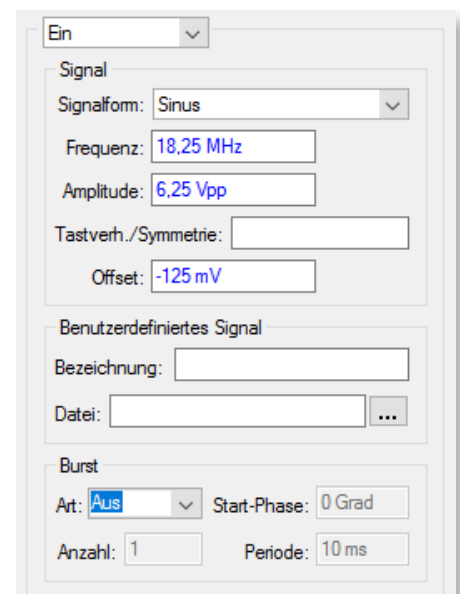 Ein
Signal
Signalform: Sinus
Frequenz: 18,25 MHz
Amplitude: 6,25 Vpp
Tastverh./Symmetrie:
Offset: -125 mV
Benutzerdefiniertes Signal
Bezeichnung:
Datei: ...
Burst
Art: Aus Start-Phase: 0 Grad
Anzahl: 1 Periode: 10 ms